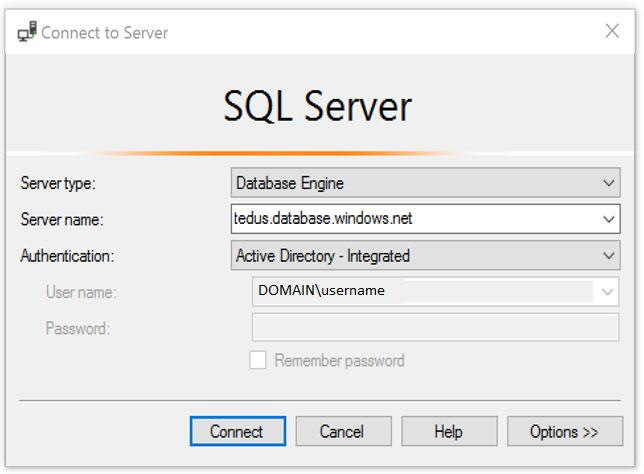 Connect to Server
SQL Server
Server type: Database Engine
Server name: tedus.database.windows.net
Authentication: Active Directory - Integrated
User name: DOMAIN\username
Password:
Remember password
Connect Cancel Help Options >>